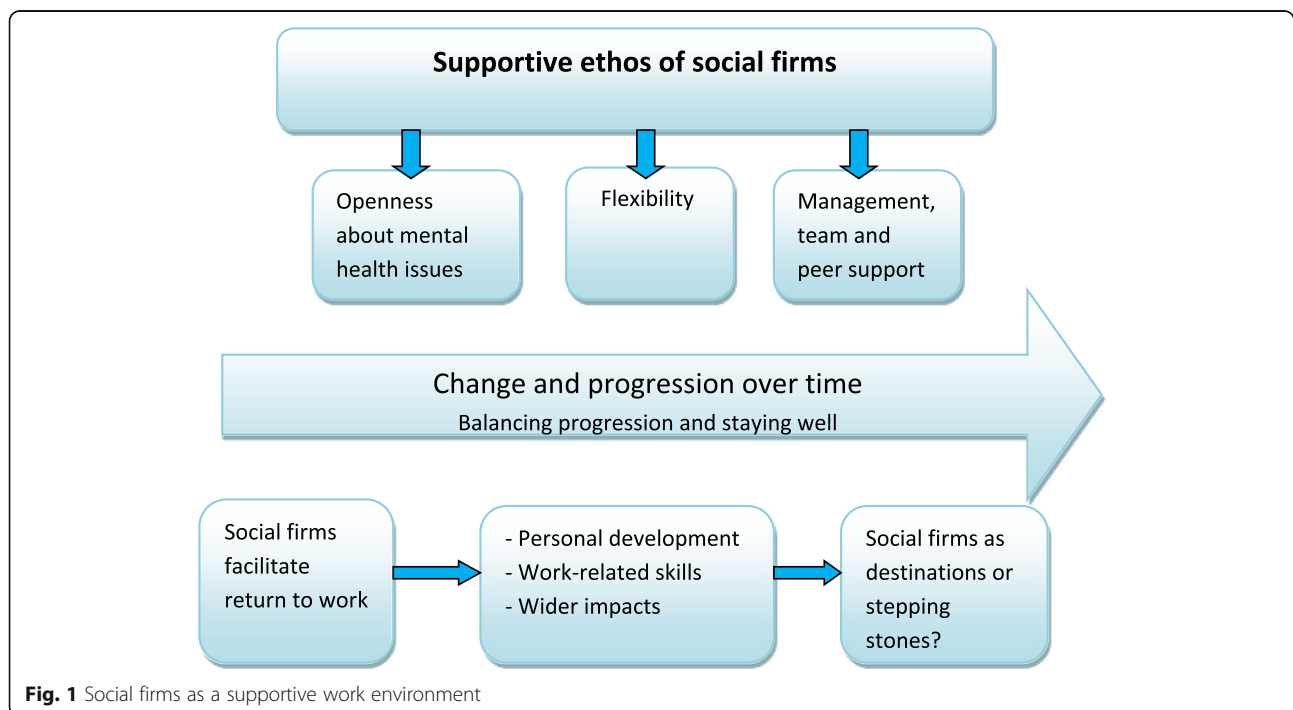 Supportive ethos of social firms
Openness
about mental
health issues
Flexibility
Management,
team and
peer support
Change and progression over time
Balancing progression and staying well
Social firms
facilitate
return to work
- Personal development
- Work-related skills
- Wider impacts
Social firms as
destinations or
stepping
stones?
Fig. 1 Social firms as a supportive work environment